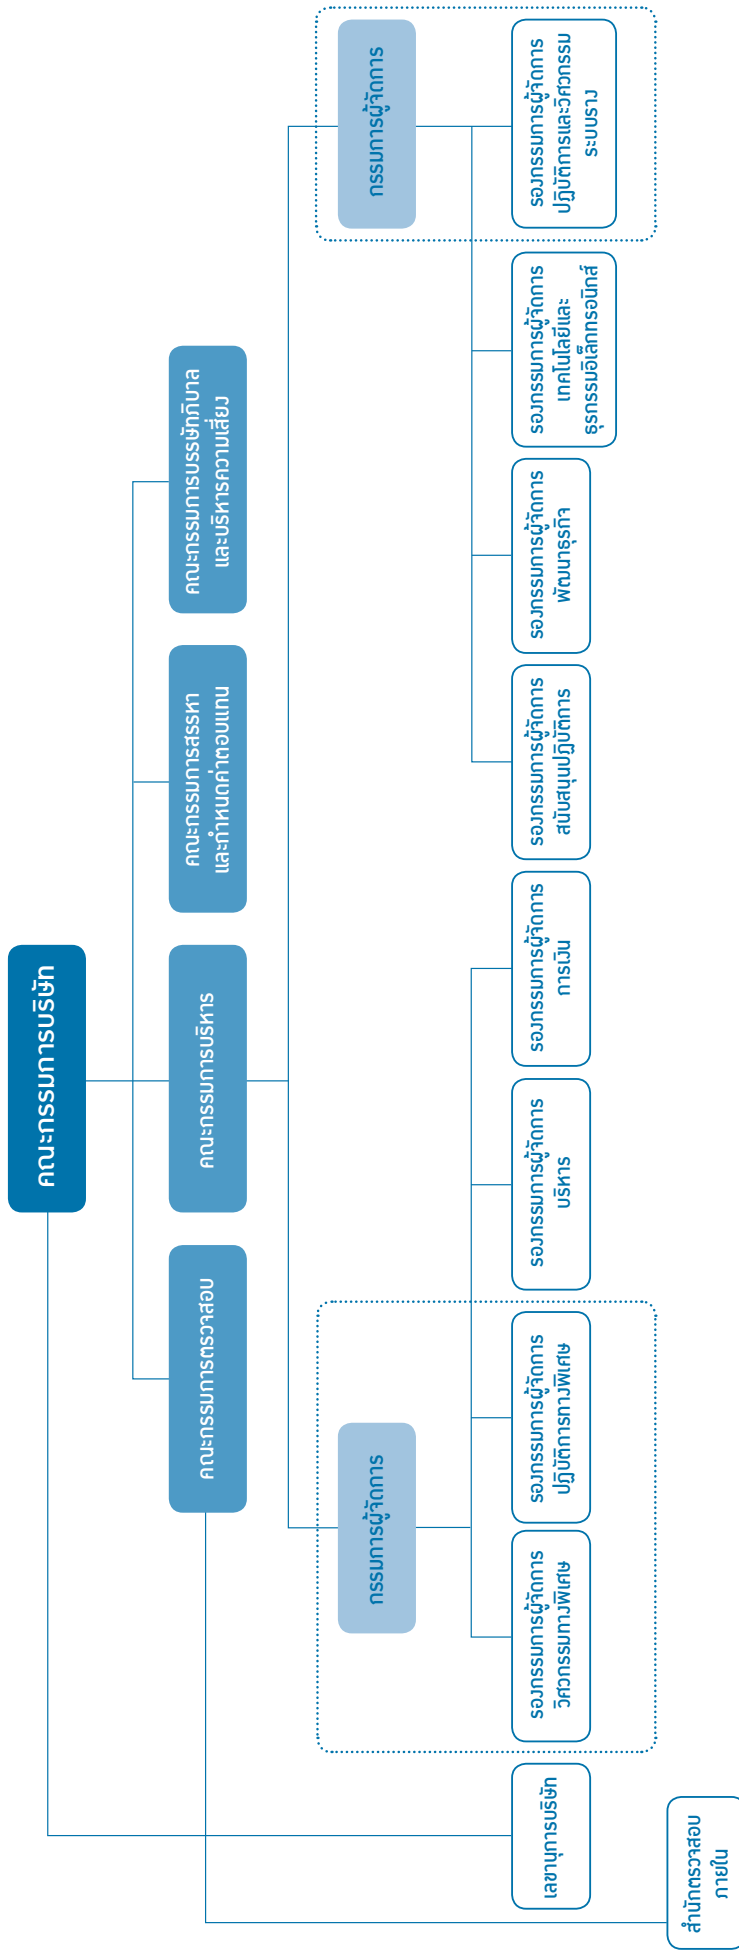 คณะกรรมการบริษัท
คณะกรรมการตรวจสอบ
คณะกรรมการบริหาร
คณะกรรมการสรรหา
และกำหนดค่าตอบแทน
คณะกรรมการบรรษัทภิบาล
และบริหารความเสี่ยง
กรรมการผู้จัดการ
กรรมการผู้จัดการ
เลขานุการบริษัท
รองกรรมการผู้จัดการ
วิศวกรรมทางพิเศษ
รองกรรมการผู้จัดการ
ปฏิบัติการทางพิเศษ
รองกรรมการผู้จัดการ
บริหาร
รองกรรมการผู้จัดการ
การเงิน
รองกรรมการผู้จัดการ
สนับสนุนปฏิบัติการ
รองกรรมการผู้จัดการ
พัฒนาธุรกิจ
รองกรรมการผู้จัดการ
เทคโนโลยีและ
ธุรกรรมอิเล็กทรอนิกส์
รองกรรมการผู้จัดการ
ปฏิบัติการและวิศวกรรม
ระบบราง
สำนักตรวจสอบ
ภายใน